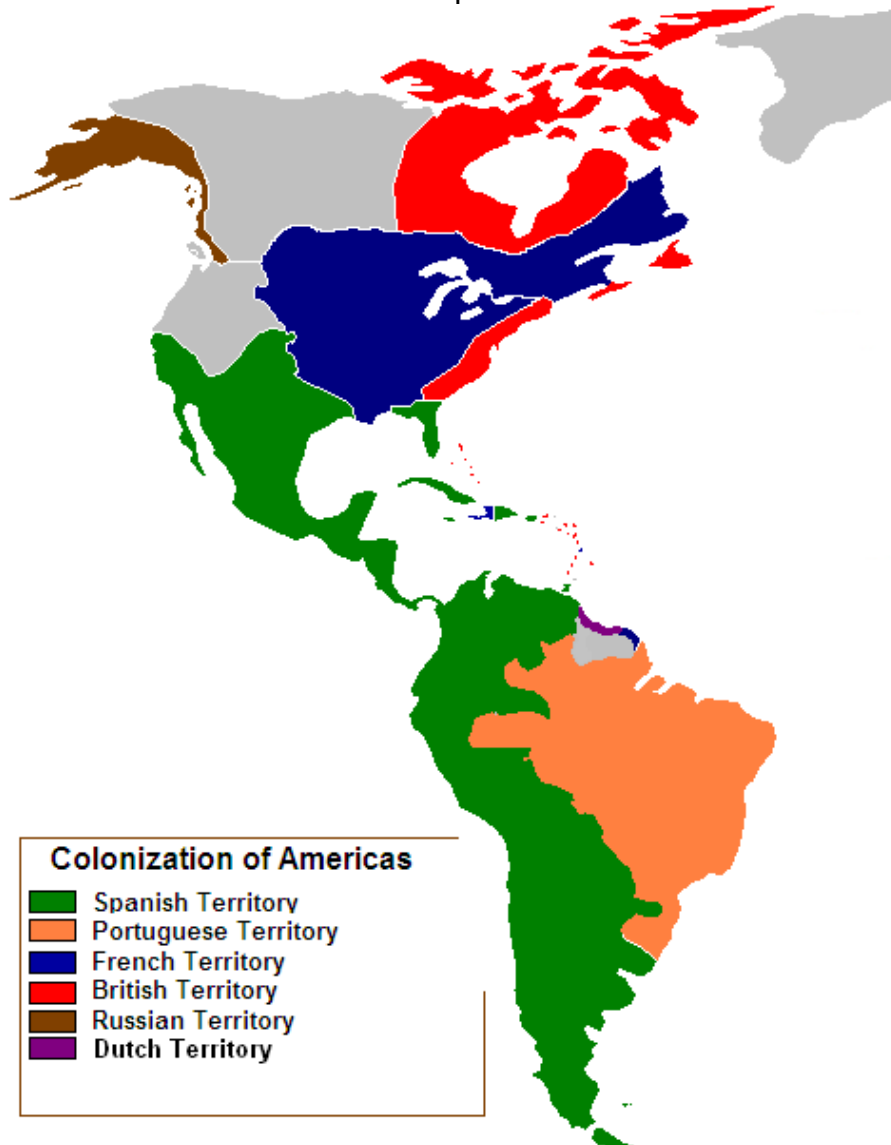 Colonization of Americas
Spanish Territory
Portuguese Territory
French Territory
British Territory
Russian Territory
Dutch Territory